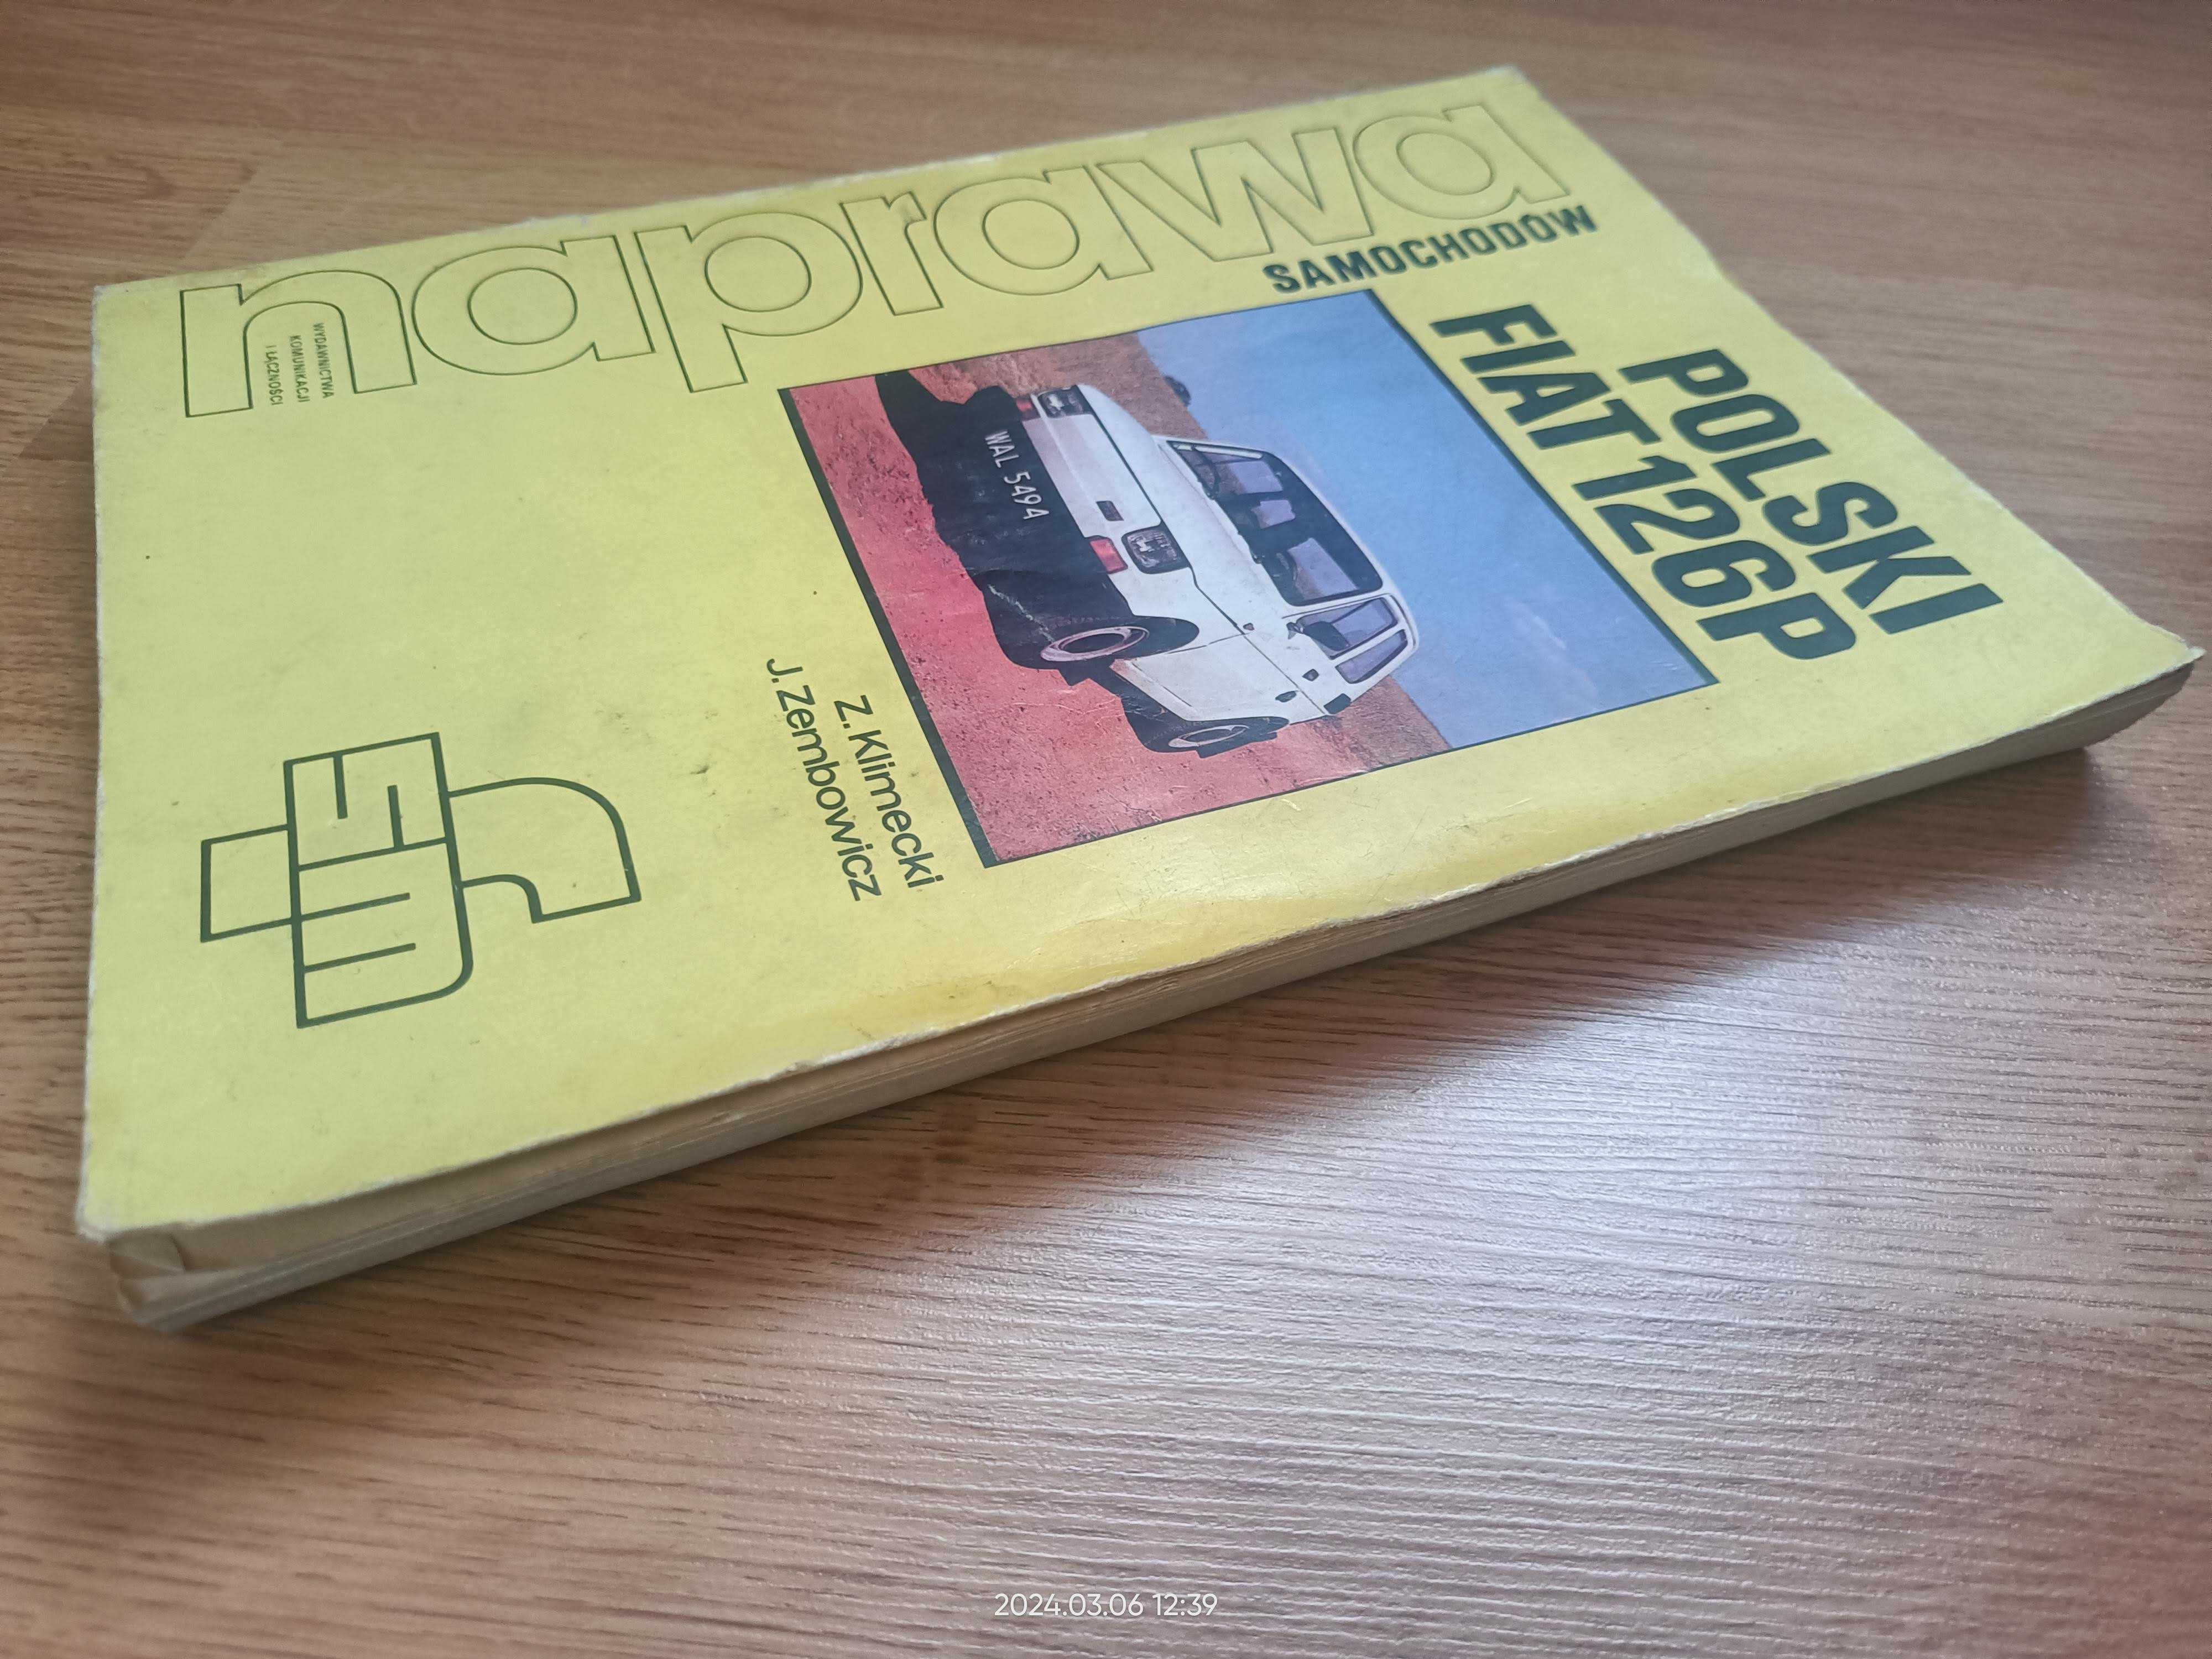 naprawa
SAMOCHODÓW
POLSKI
FIAT 126P
WAL 5494
Z. Klimecki
J. Zembowicz
WYDAWNICTWA
KOMUNIKACJI
I ŁĄCZNOŚCI
2024.03.06 12:39